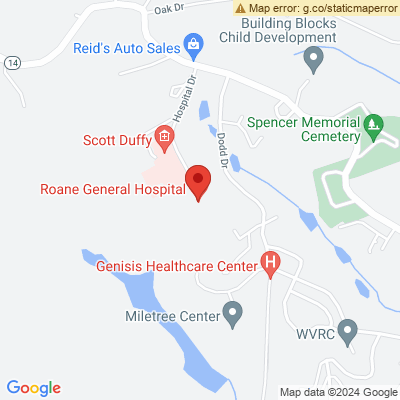 Map error: g.co/staticmaperror
Oak Dr
Building Blocks
Child Development
Reid's Auto Sales
14
Hospital Dr
Spencer Memorial
Cemetery
Scott Duffy
Dodd Dr
Roane General Hospital
Genisis Healthcare Center
H
Miletree Center
WVRC
Google
Map data ©2024 Google